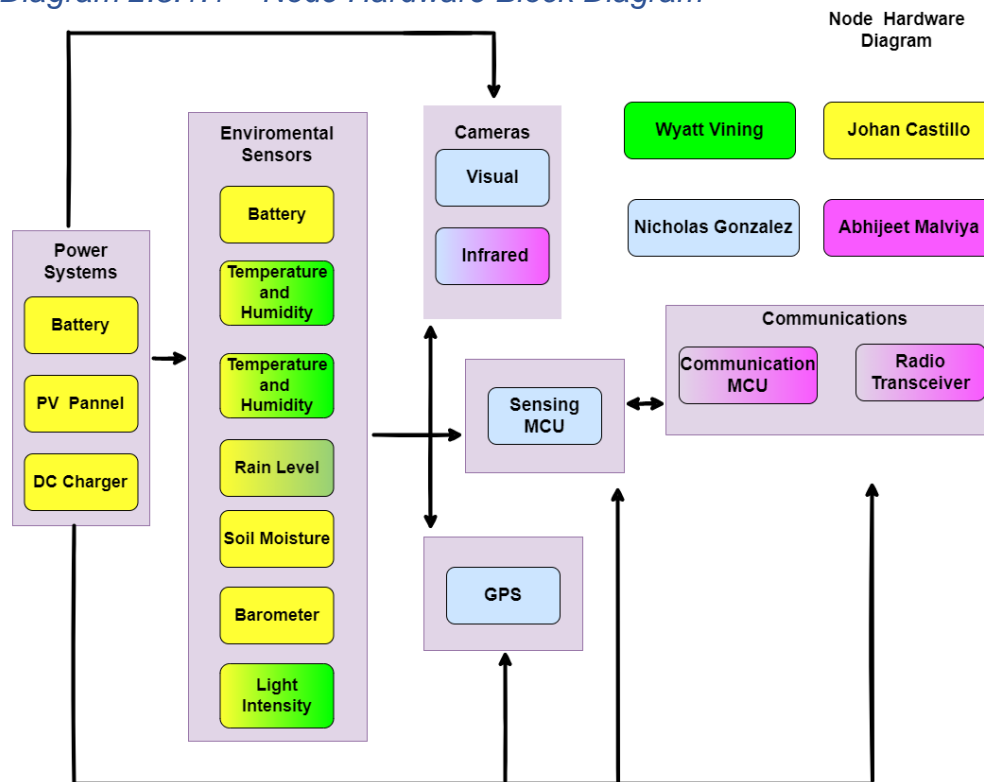 Diagram 2.8.4.1 – Node Hardware Block Diagram
Node Hardware
Diagram
Wyatt Vining
Johan Castillo
Nicholas Gonzalez
Abhijeet Malviya
Power
Systems
Battery
PV Pannel
DC Charger
Enviromental
Sensors
Battery
Temperature
and
Humidity
Temperature
and
Humidity
Rain Level
Soil Moisture
Barometer
Light
Intensity
Cameras
Visual
Infrared
Sensing
MCU
GPS
Communications
Communication
MCU
Radio
Transceiver